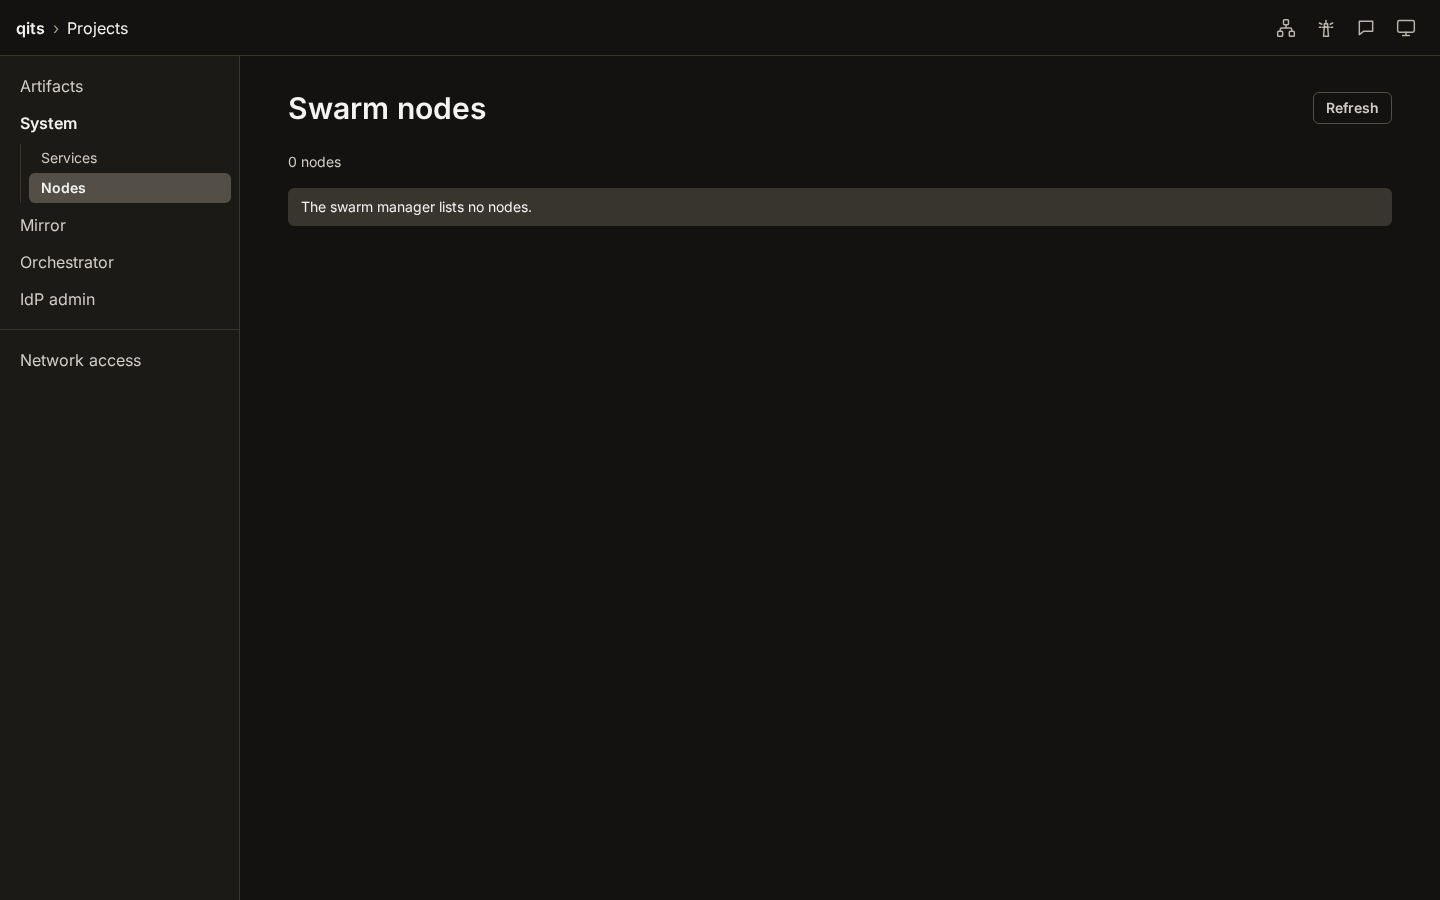 qits › Projects
Artifacts
System
Services
Nodes
Mirror
Orchestrator
IdP admin
Network access
Swarm nodes
Refresh
0 nodes
The swarm manager lists no nodes.